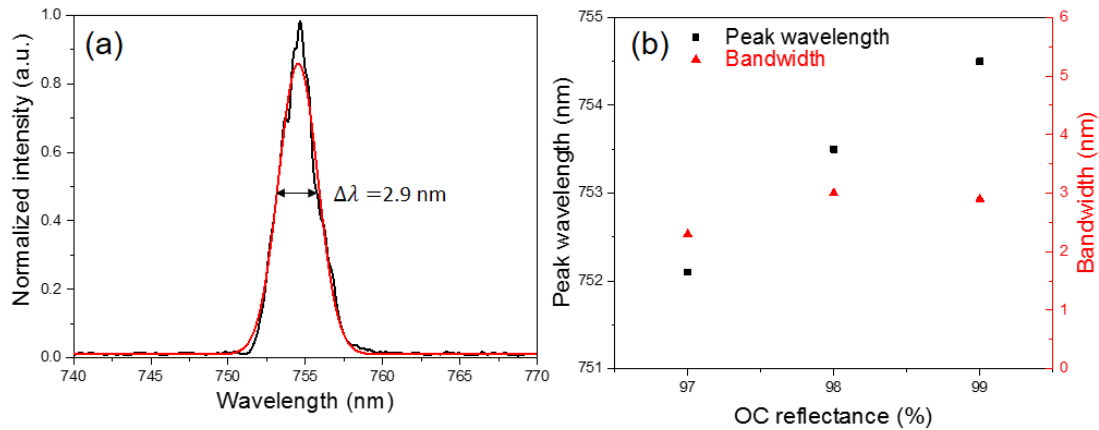 (a)
Normalized intensity (a.u.)
1.0
0.8
0.6
0.4
0.2
0.0
Δλ =2.9 nm
740 745 750 755 760 765 770
Wavelength (nm)
(b)
Peak wavelength
Bandwidth
Peak wavelength (nm)
755
754
753
752
751
6
5
4
3
2
1
0
Bandwidth (nm)
97 98 99
OC reflectance (%)